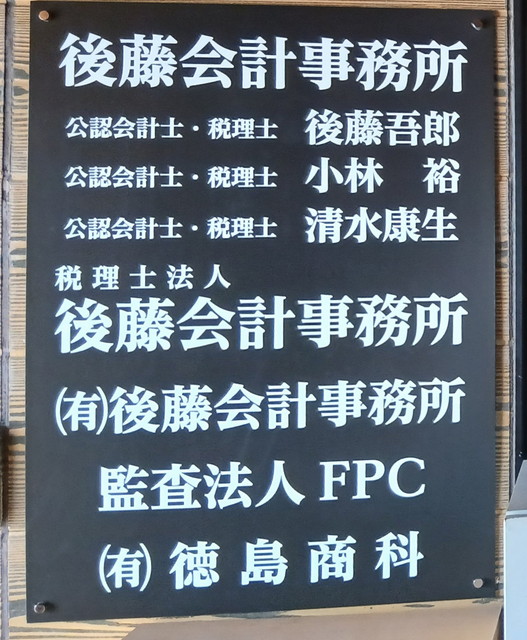 後藤会計事務所
公認会計士・税理士　後藤吾郎
公認会計士・税理士　小林　裕
公認会計士・税理士　清水康生
税理士法人
後藤会計事務所
㈲後藤会計事務所
監査法人 FPC
㈲ 徳島商科